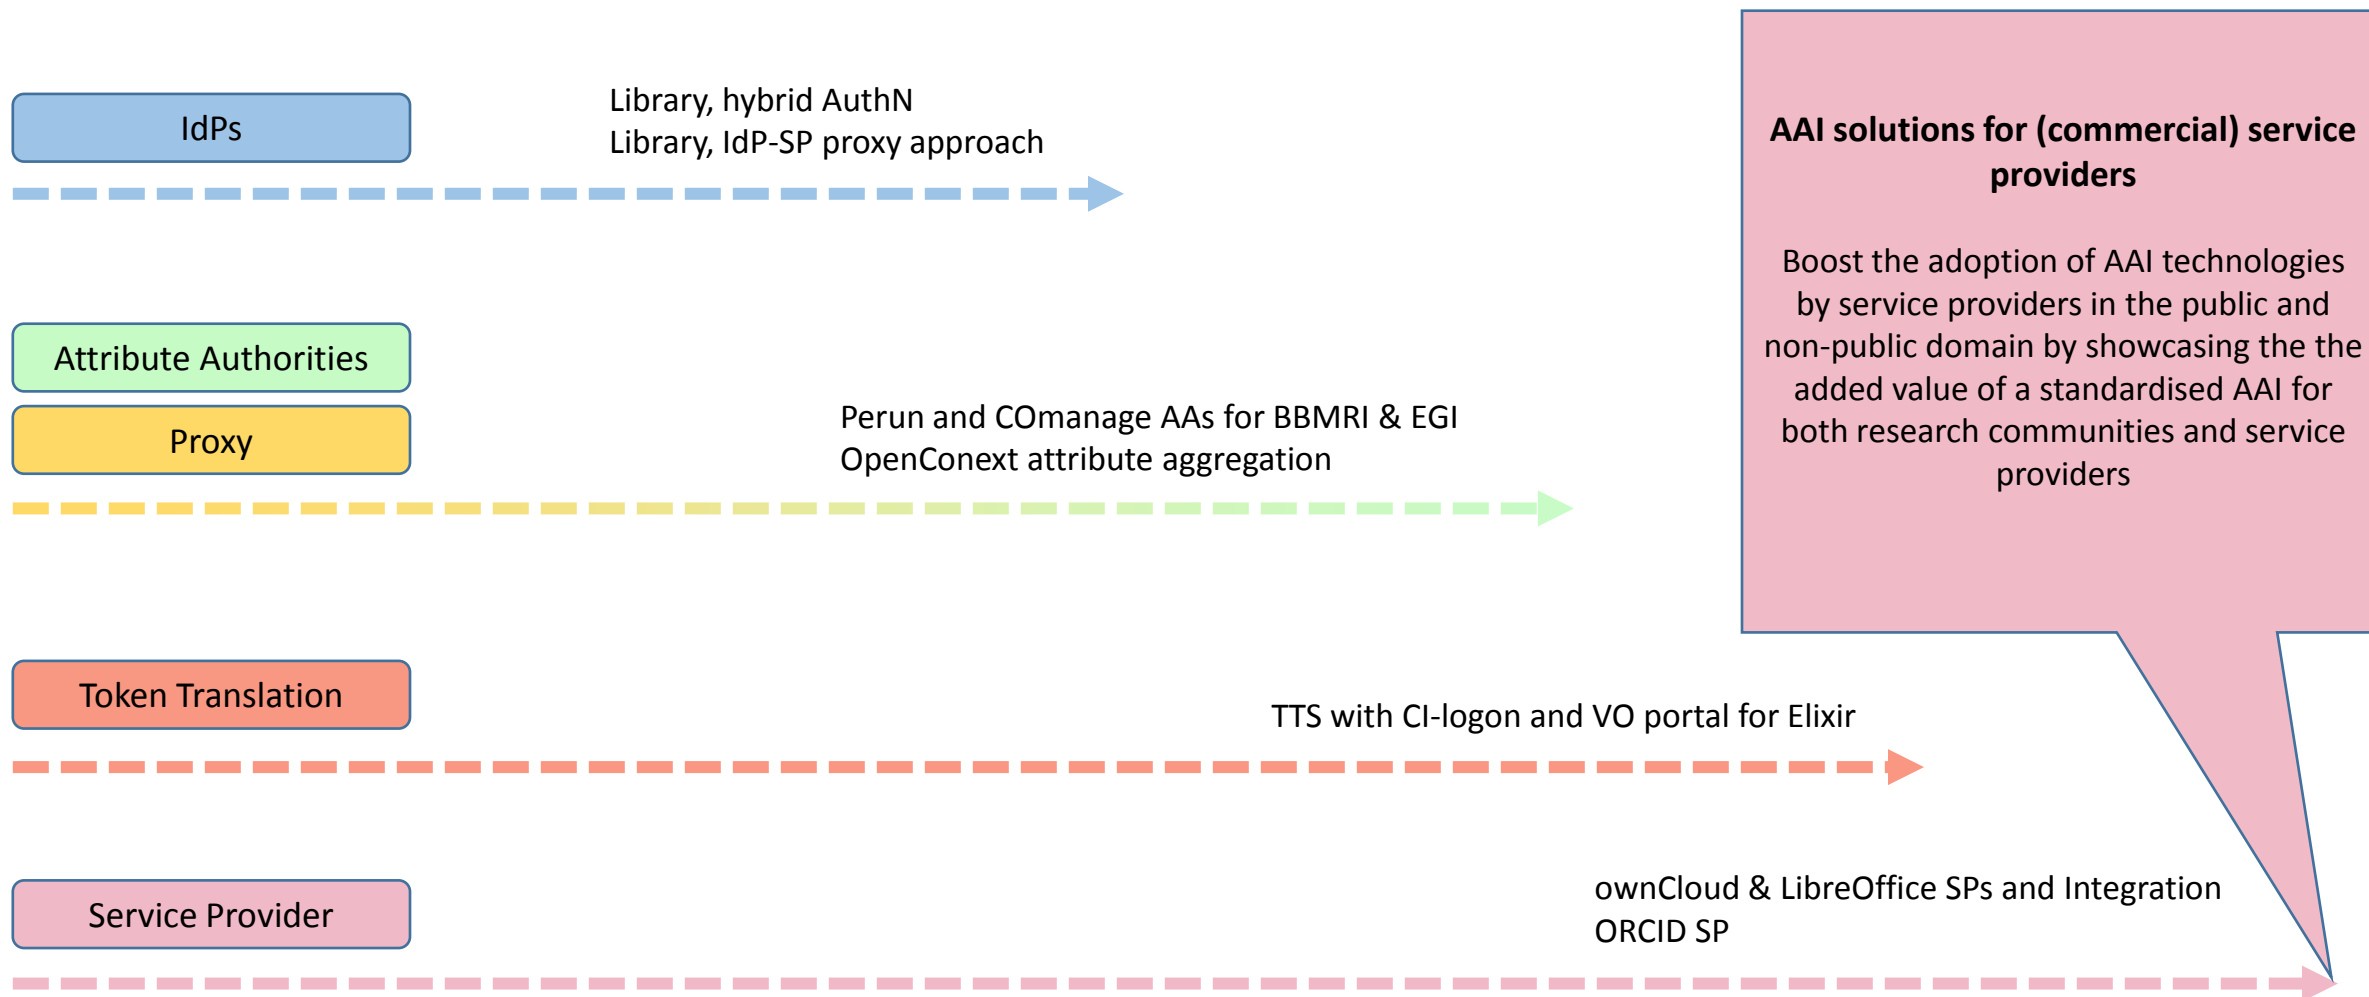 IdPs
Library, hybrid AuthN
Library, IdP-SP proxy approach
Attribute Authorities
Proxy
Perun and COmanage AAs for BBMRI & EGI
OpenConext attribute aggregation
Token Translation
TTS with CI-logon and VO portal for Elixir
Service Provider
ownCloud & LibreOffice SPs and Integration
ORCID SP
AAI solutions for (commercial) service
providers
Boost the adoption of AAI technologies
by service providers in the public and
non-public domain by showcasing the the
added value of a standardised AAI for
both research communities and service
providers